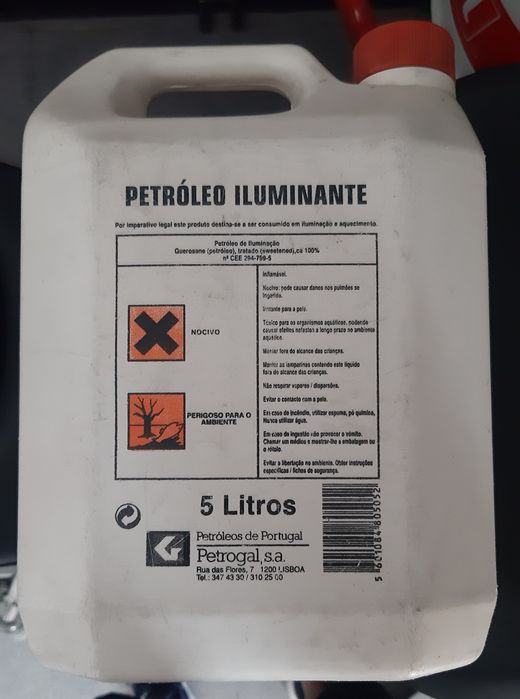 PETRÓLEO ILUMINANTE
Por imperativo legal este produto destina-se a ser consumido em iluminação e aquecimento.
Petróleo de Iluminação
Querosene (petróleo), tratado (sweetened), ca 100%
nº CEE 294-799-5
NOCIVO
PERIGOSO PARA O
AMBIENTE
Inflamável.
Nocivo: pode causar danos nos pulmões se
ingerido.
Irritante para a pele.
Tóxico para os organismos aquáticos, podendo
causar efeitos nefastos a longo prazo no ambiente
aquático.
Manter fora do alcance das crianças.
Manter as lamparinas contendo este líquido
fora do alcance das crianças.
Não respirar vapores / dispersões.
Evitar o contacto com a pele.
Em caso de incêndio, utilizar espuma, pó químico,
Nunca utilizar água.
Em caso de ingestão não provocar o vómito.
Chamar um médico e mostrar-lhe a embalagem ou
o rótulo.
Evitar a libertação no ambiente. Obter instruções
específicas / fichas de segurança.
5 Litros
Petróleos de Portugal
Petrogal, s.a.
Rua das Flores, 7 1200 LISBOA
Tel.: 347 43 30 / 310 25 00
5 601084 805052